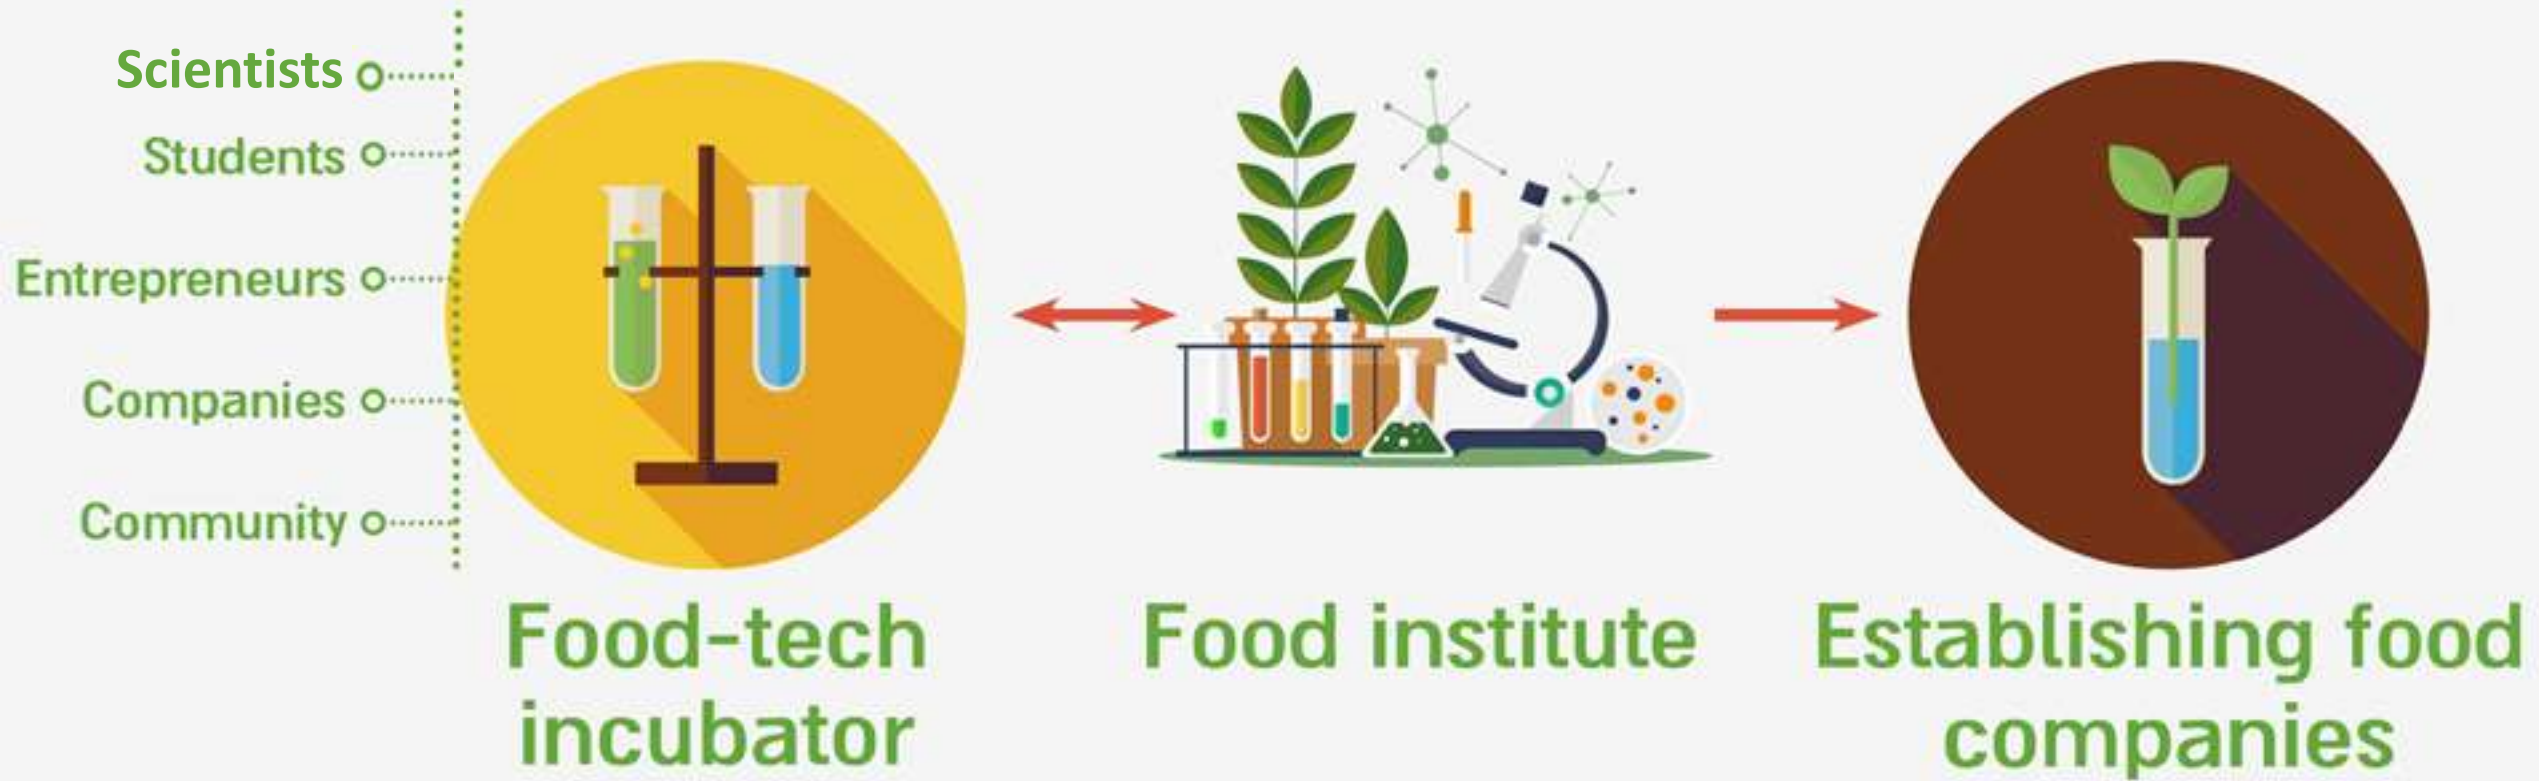 Scientists
Students
Entrepreneurs
Companies
Community
Food-tech
incubator
Food institute
Establishing food
companies